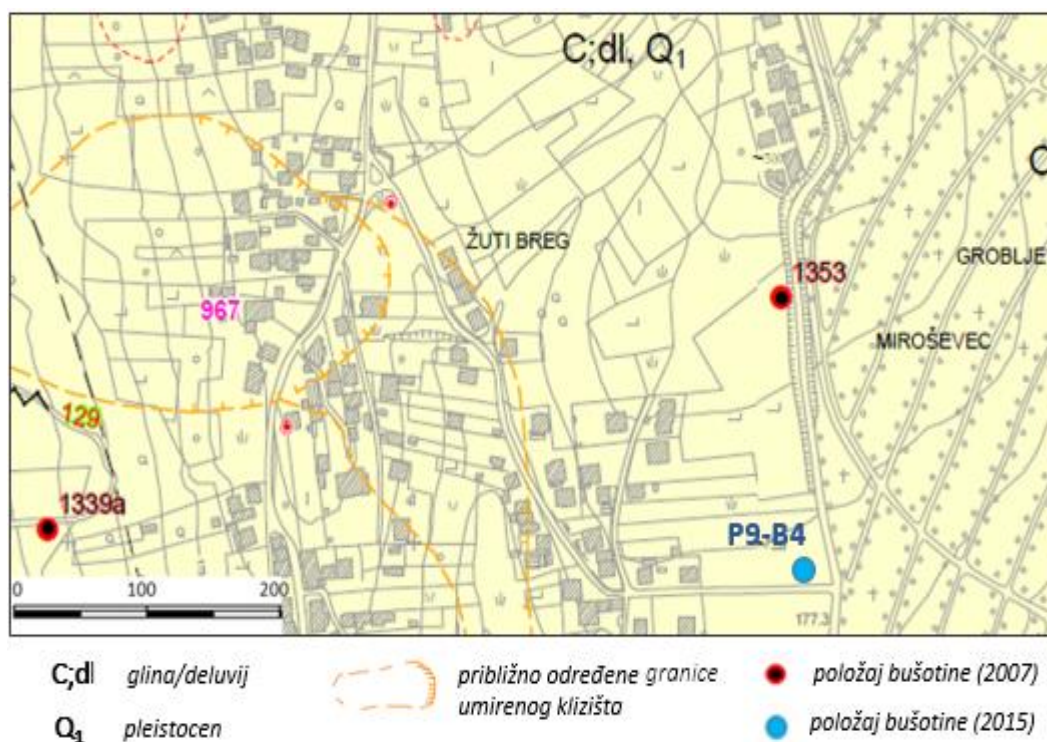 C;dl, Q₁
ŽUTI BREG
1353
GROBLJE
967
MIROŠEVEC
129
1339a
P9-B4
0 100 200
177.3
C;dl glina/deluvij
Q₁ pleistocen
približno određene granice
umirenog klizišta
položaj bušotine (2007)
položaj bušotine (2015)